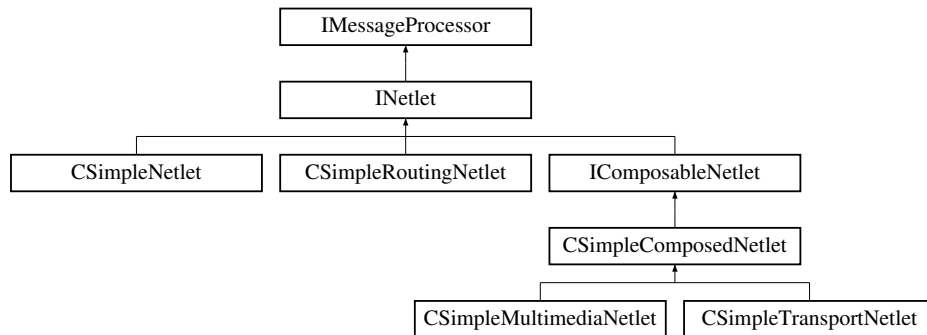 IMessageProcessor
INetlet
CSimpleNetlet
CSimpleRoutingNetlet
IComposableNetlet
CSimpleComposedNetlet
CSimpleMultimediaNetlet
CSimpleTransportNetlet